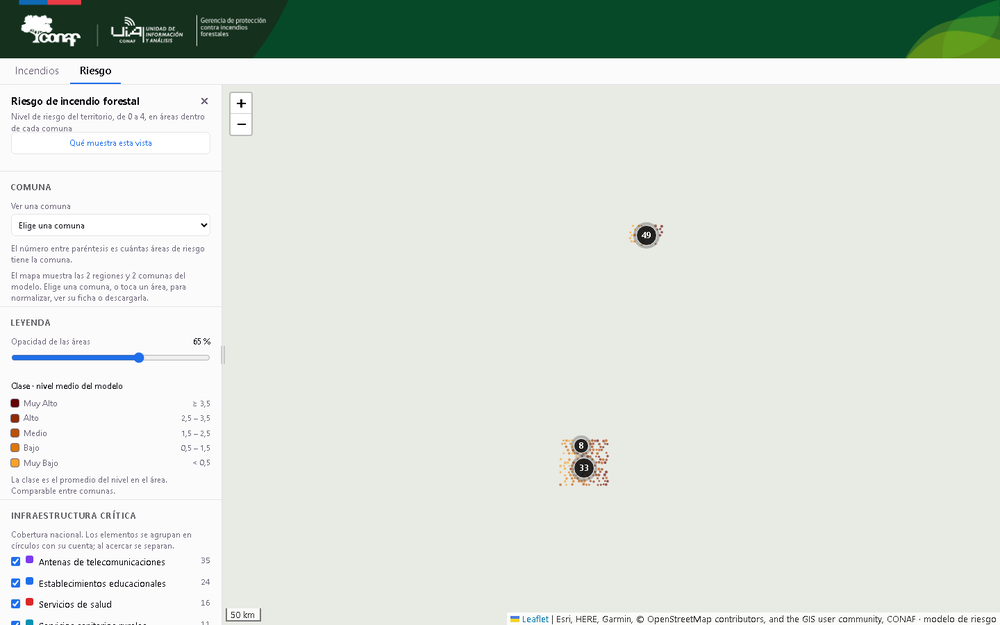 conaf
UIA
CONAF
UNIDAD DE
INFORMACIÓN
Y ANÁLISIS
Gerencia de protección
contra incendios
forestales
Incendios
Riesgo
Riesgo de incendio forestal
×
Nivel de riesgo del territorio, de 0 a 4, en áreas dentro
de cada comuna
Qué muestra esta vista
COMUNA
Ver una comuna
Elige una comuna
El número entre paréntesis es cuántas áreas de riesgo
tiene la comuna.
El mapa muestra las 2 regiones y 2 comunas del
modelo. Elige una comuna, o toca un área, para
normalizar, ver su ficha o descargarla.
LEYENDA
Opacidad de las áreas 65 %
Clase · nivel medio del modelo
Muy Alto ≥ 3,5
Alto 2,5 – 3,5
Medio 1,5 – 2,5
Bajo 0,5 – 1,5
Muy Bajo < 0,5
La clase es el promedio del nivel en el área.
Comparable entre comunas.
INFRAESTRUCTURA CRÍTICA
Cobertura nacional. Los elementos se agrupan en
círculos con su cuenta; al acercar se separan.
Antenas de telecomunicaciones 35
Establecimientos educacionales 24
Servicios de salud 16
Servicios sanitarios rurales 11
+
−
49
8
33
50 km
Leaflet | Esri, HERE, Garmin, © OpenStreetMap contributors, and the GIS user community, CONAF · modelo de riesgo